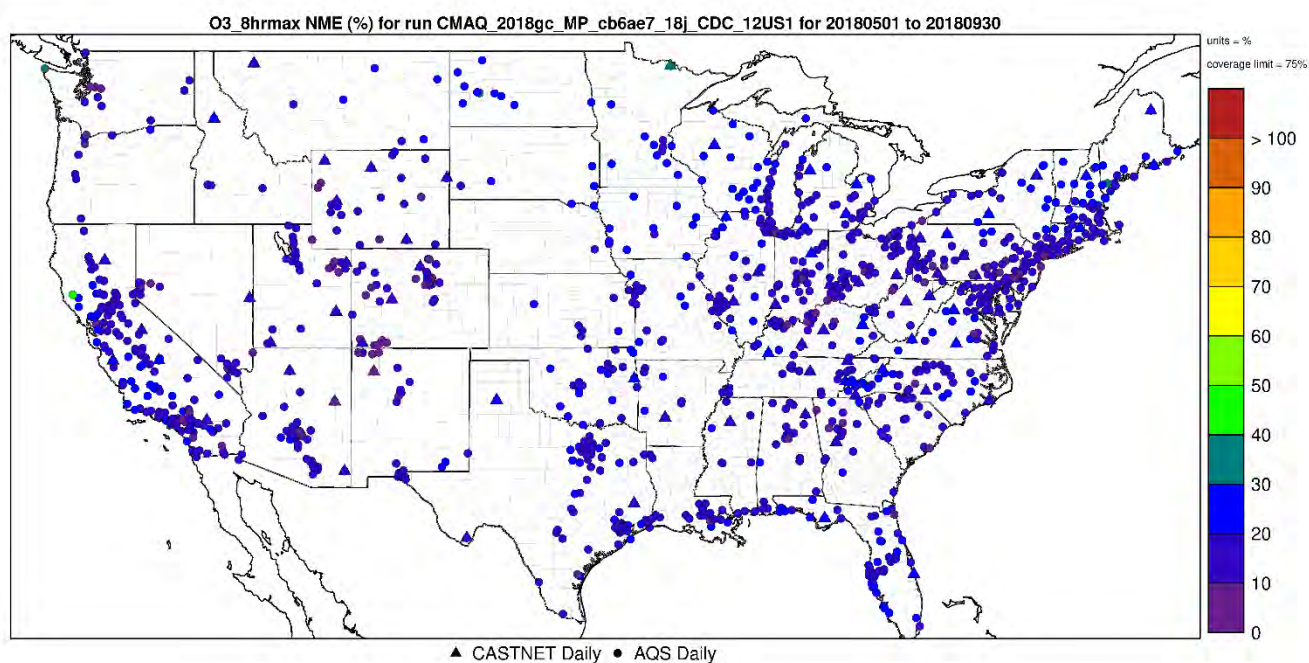 O3_8hrmax NME (%) for run CMAQ_2018gc_MP_cb6ae7_18j_CDC_12US1 for 20180501 to 20180930
units = %
coverage limit = 75%
> 100
90
80
70
60
50
40
30
20
10
0
▲ CASTNET Daily ● AQS Daily